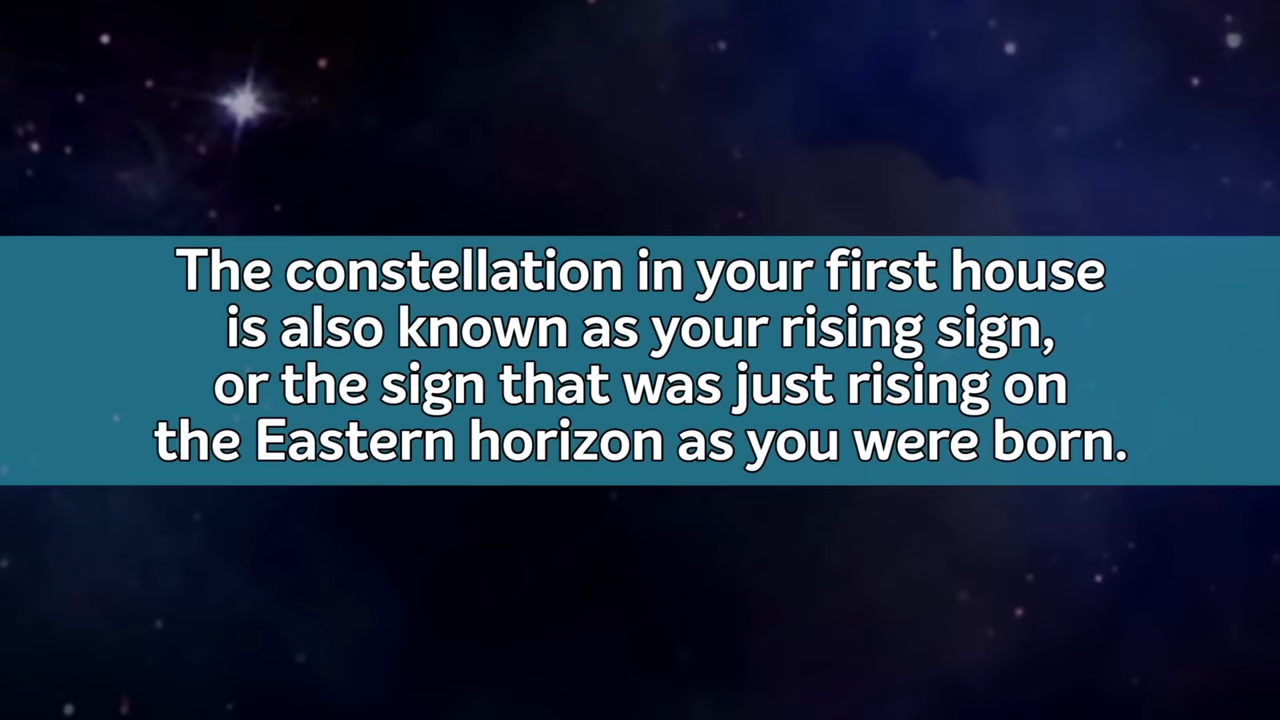 The constellation in your first house
is also known as your rising sign,
or the sign that was just rising on
the Eastern horizon as you were born.